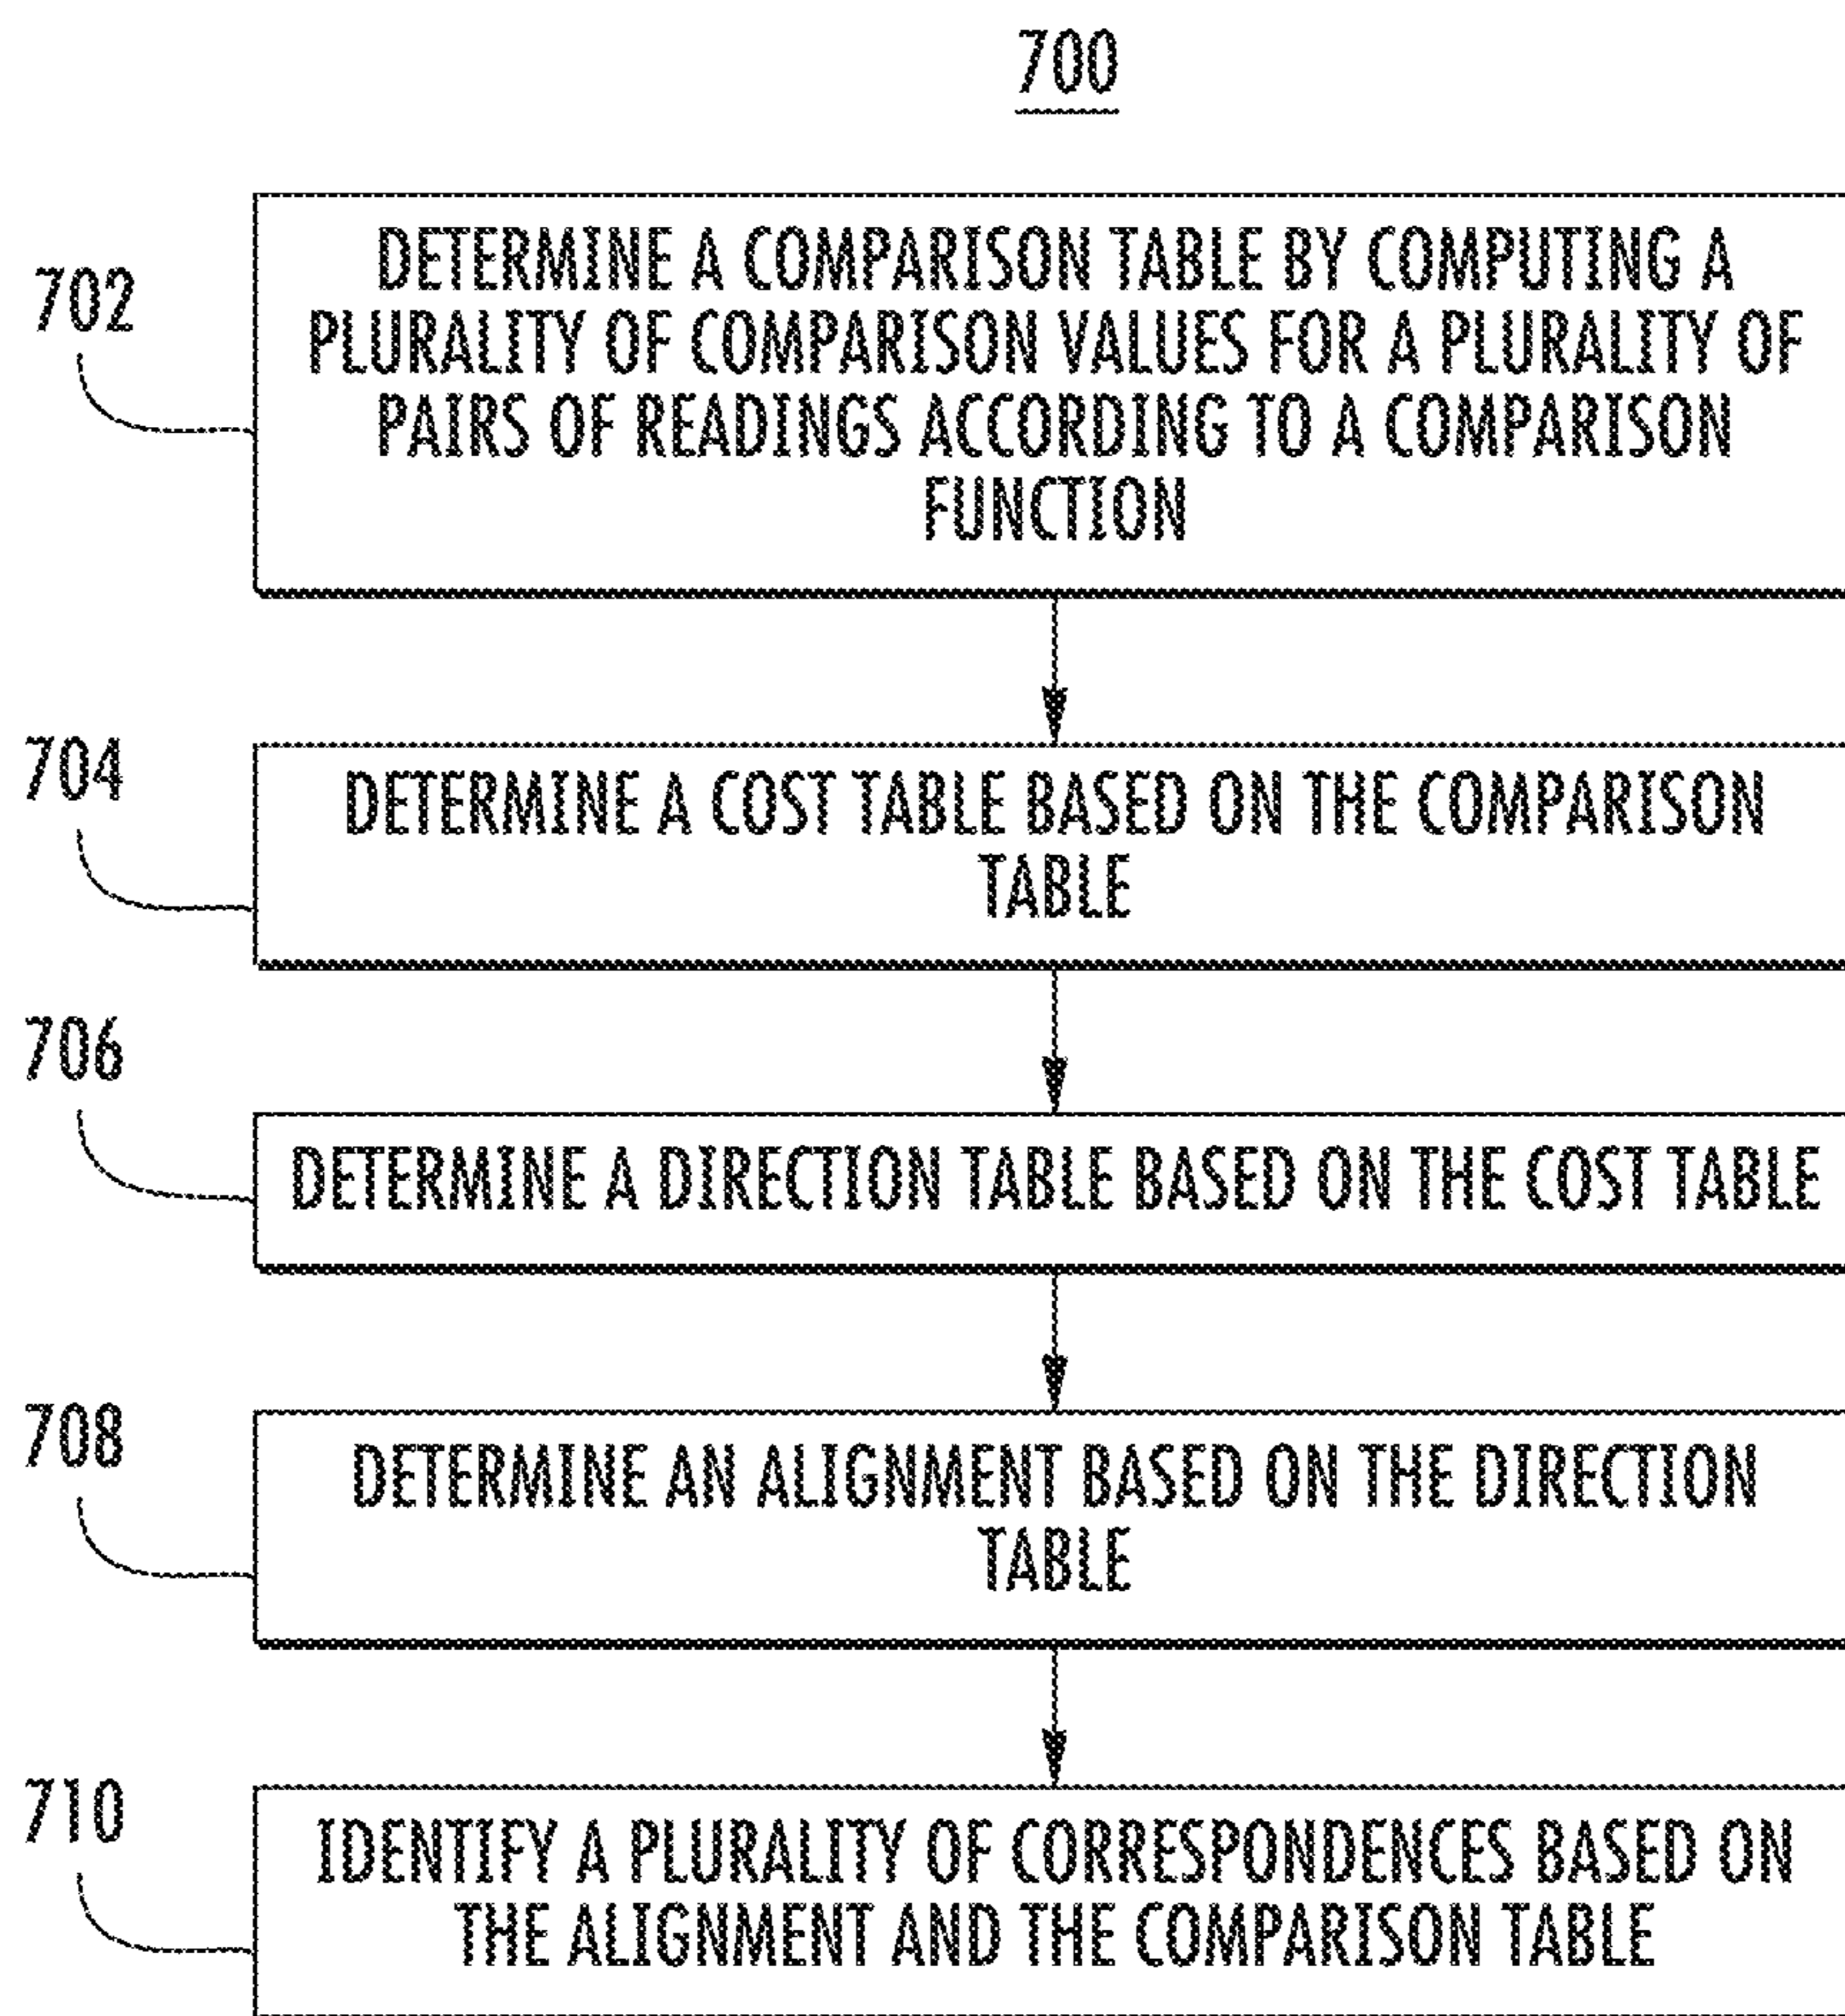 700
702
DETERMINE A COMPARISON TABLE BY COMPUTING A
PLURALITY OF COMPARISON VALUES FOR A PLURALITY OF
PAIRS OF READINGS ACCORDING TO A COMPARISON
FUNCTION
704
DETERMINE A COST TABLE BASED ON THE COMPARISON
TABLE
706
DETERMINE A DIRECTION TABLE BASED ON THE COST TABLE
708
DETERMINE AN ALIGNMENT BASED ON THE DIRECTION
TABLE
710
IDENTIFY A PLURALITY OF CORRESPONDENCES BASED ON
THE ALIGNMENT AND THE COMPARISON TABLE